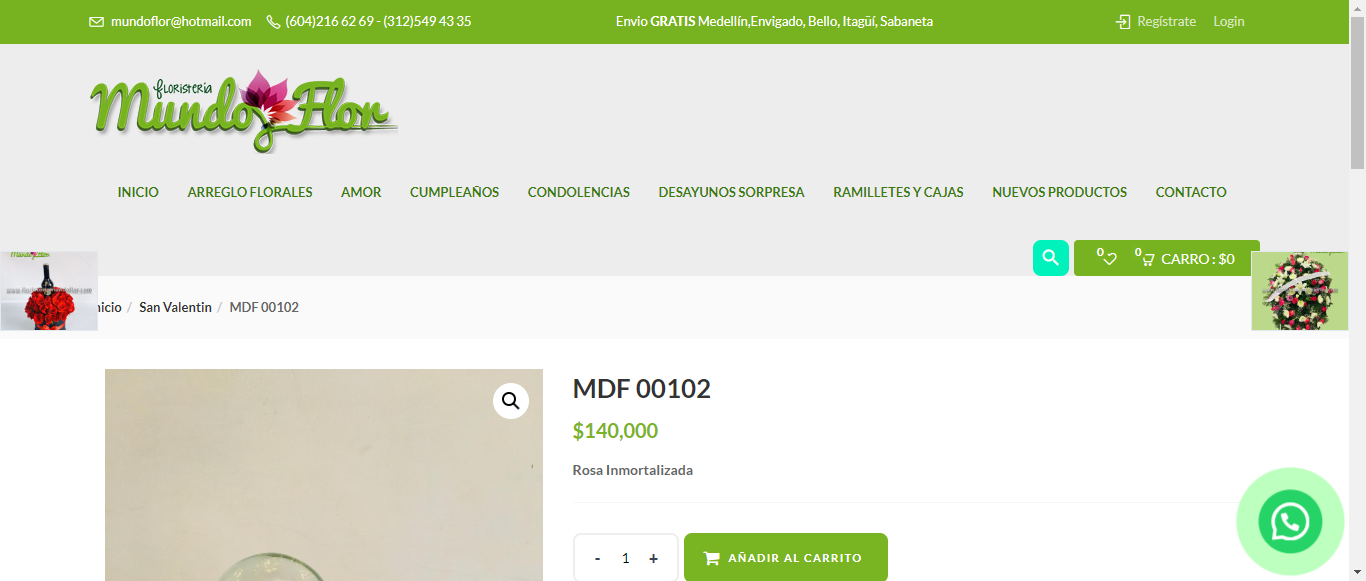 mundoflor@hotmail.com (604)216 62 69 - (312)549 43 35 Envio GRATIS Medellín,Envigado, Bello, Itagüí, Sabaneta Regístrate Login
floristería
Mundo Flor
INICIO ARREGLO FLORALES AMOR CUMPLEAÑOS CONDOLENCIAS DESAYUNOS SORPRESA RAMILLETES Y CAJAS NUEVOS PRODUCTOS CONTACTO
0 0 CARRO : $0
nicio / San Valentin / MDF 00102
MDF 00102
$140,000
Rosa Inmortalizada
- 1 + AÑADIR AL CARRITO